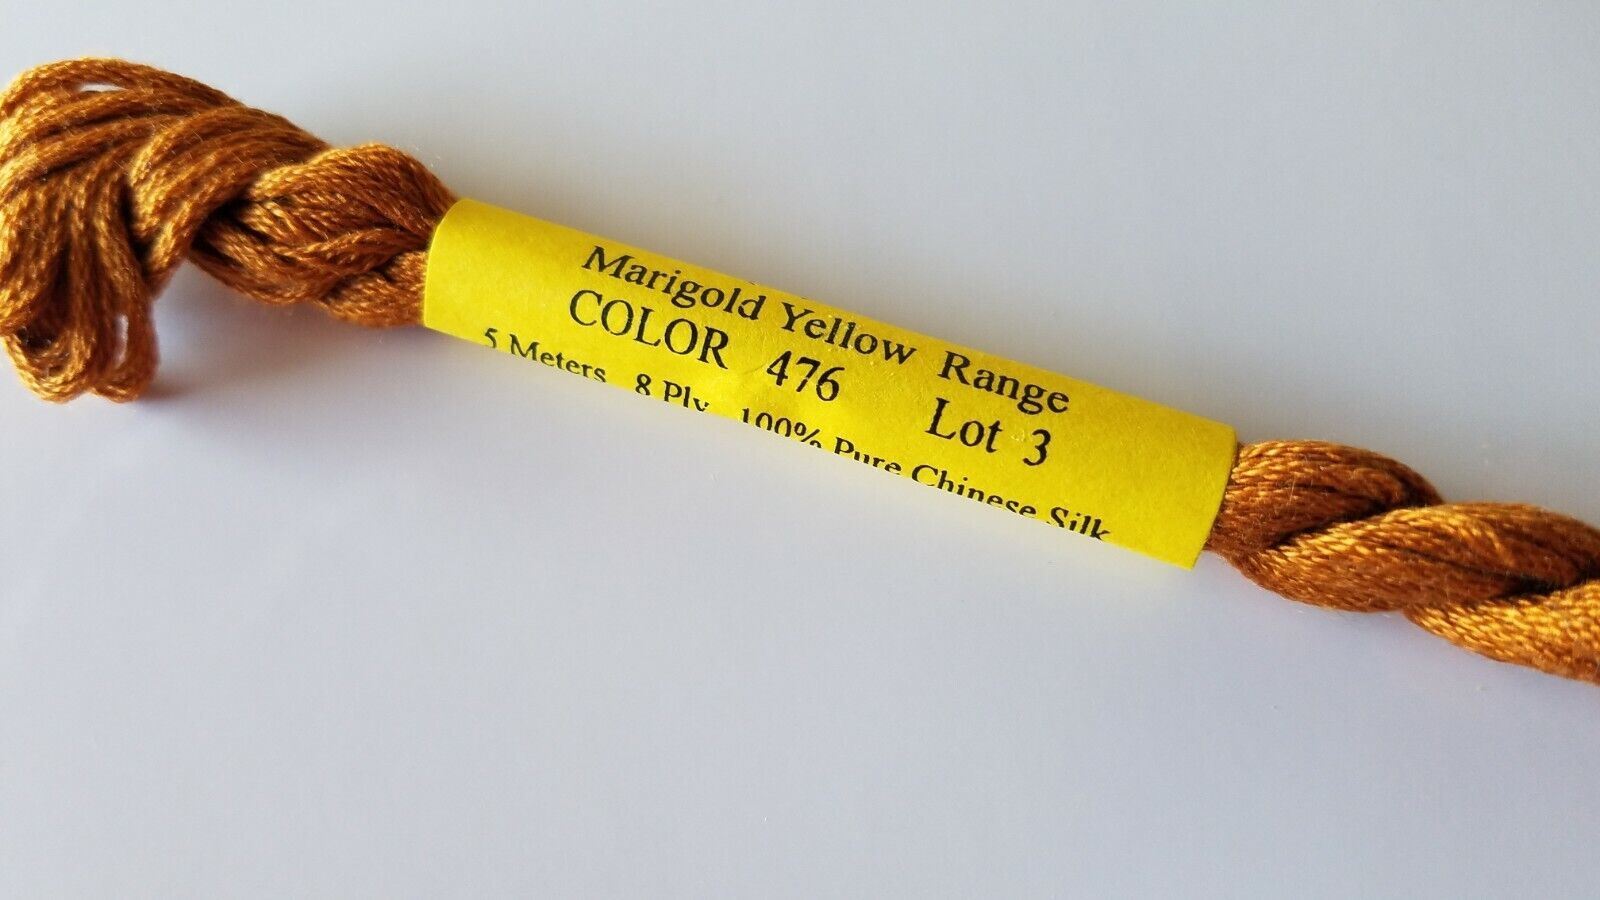 Marigold Yellow Range
COLOR 476 Lot 3
5 Meters 8 Ply 100% Pure Chinese Silk